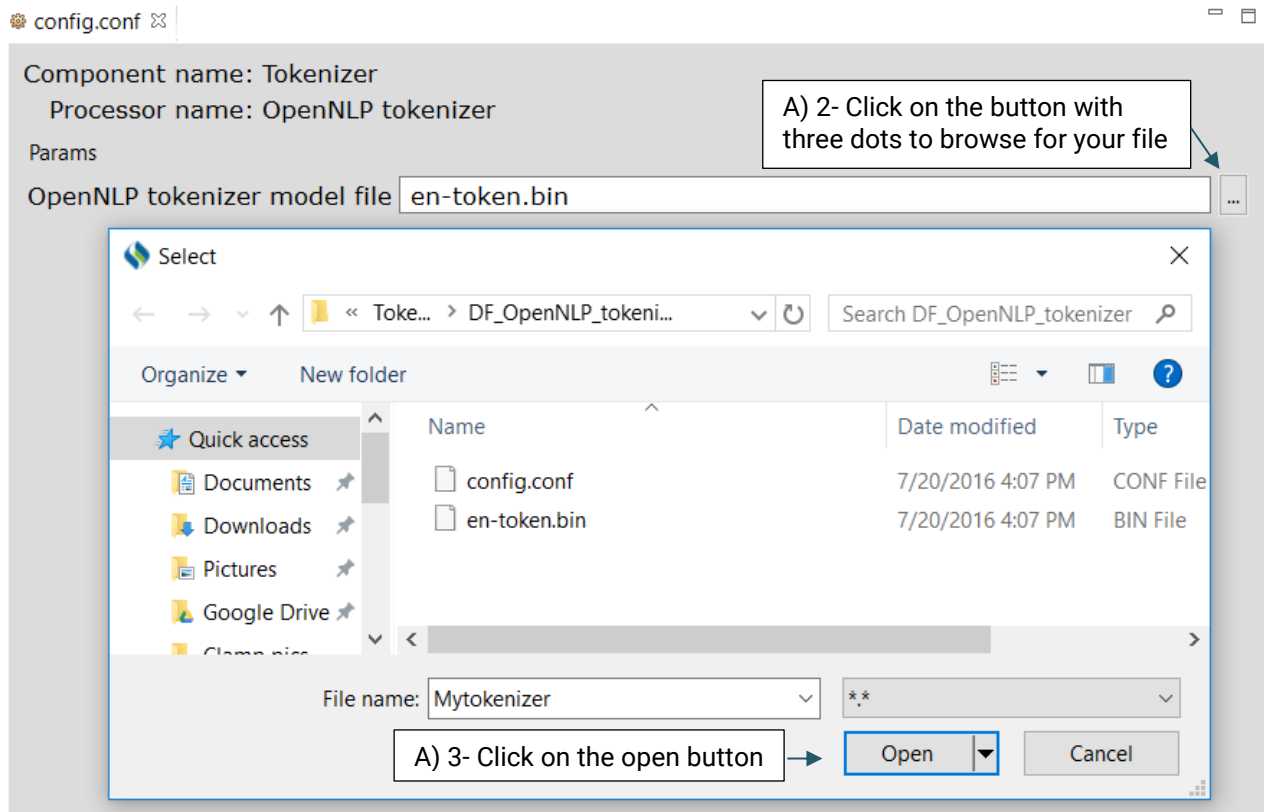 config.conf
Component name: Tokenizer
Processor name: OpenNLP tokenizer
A) 2- Click on the button with
three dots to browse for your file
Params
OpenNLP tokenizer model file en-token.bin ...
Select
« Toke... > DF_OpenNLP_tokeni... Search DF_OpenNLP_tokenizer
Organize New folder ?
Quick access Name Date modified Type
Documents config.conf 7/20/2016 4:07 PM CONF File
Downloads en-token.bin 7/20/2016 4:07 PM BIN File
Pictures
Google Drive
Clamp pics
File name: Mytokenizer *.*
A) 3- Click on the open button Open Cancel